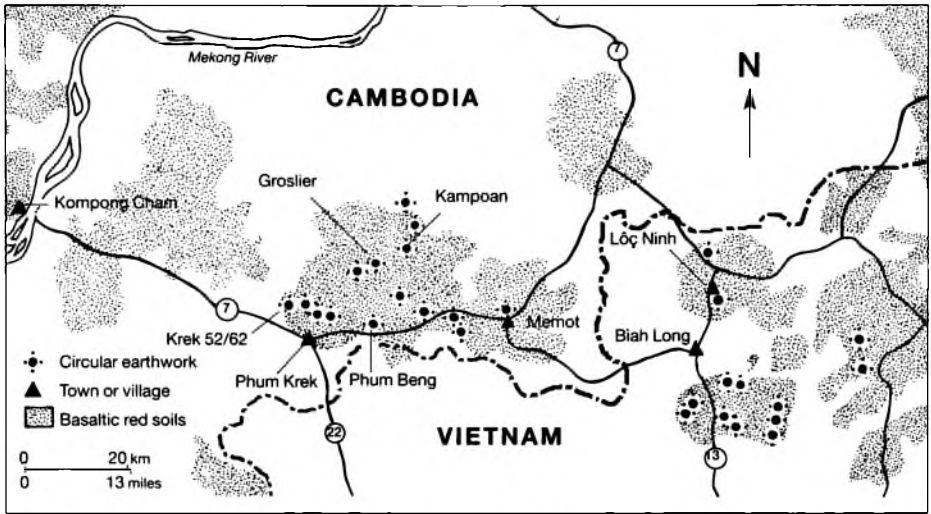 7
Mekong River
N
CAMBODIA
Groslier
Kampoan
Kompong Cham
Lôç Ninh
7
Krek 52/62
Memot
Biah Long
Circular earthwork
Phum Krek
Phum Beng
Town or village
Basaltic red soils
22
VIETNAM
13
0 20 km
0 13 miles